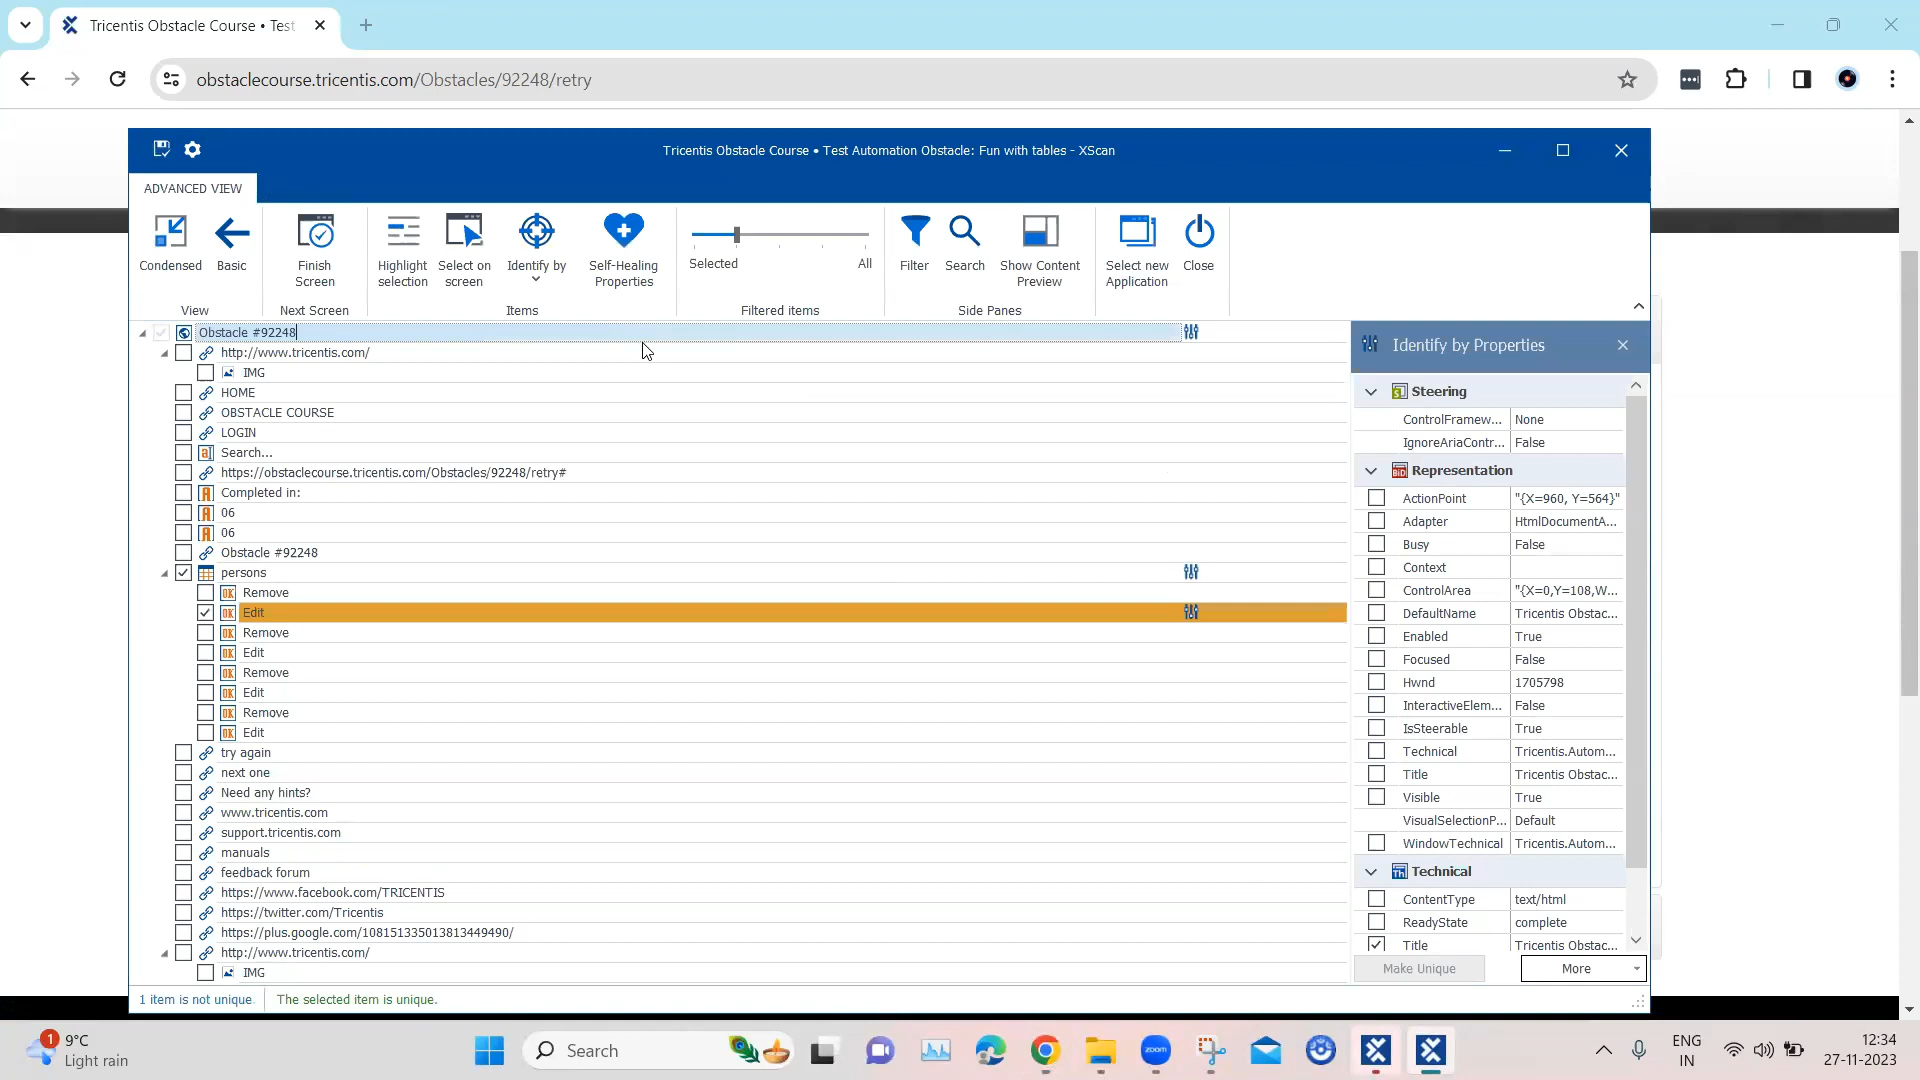 Tricentis Obstacle Course • Test
obstaclecourse.tricentis.com/Obstacles/92248/retry
Tricentis Obstacle Course • Test Automation Obstacle: Fun with tables - XScan
ADVANCED VIEW
Condensed
Basic
Finish
Screen
Highlight
selection
Select on
screen
Identify by
Self-Healing
Properties
Selected
All
Filter
Search
Show Content
Preview
Select new
Application
Close
View
Next Screen
Items
Filtered items
Side Panes
Obstacle #92248
http://www.tricentis.com/
IMG
HOME
OBSTACLE COURSE
LOGIN
Search...
https://obstaclecourse.tricentis.com/Obstacles/92248/retry#
Completed in:
06
06
Obstacle #92248
persons
Remove
Edit
Remove
Edit
Remove
Edit
Remove
Edit
try again
next one
Need any hints?
www.tricentis.com
support.tricentis.com
manuals
feedback forum
https://www.facebook.com/TRICENTIS
https://twitter.com/Tricentis
https://plus.google.com/108151335013813449490/
http://www.tricentis.com/
IMG
Identify by Properties
Steering
ControlFramew... None
IgnoreAriaContr... False
Representation
ActionPoint "{X=960, Y=564}"
Adapter HtmlDocumentA...
Busy False
Context
ControlArea "{X=0,Y=108,W...
DefaultName Tricentis Obstac...
Enabled True
Focused False
Hwnd 1705798
InteractiveElem... False
IsSteerable True
Technical Tricentis.Autom...
Title Tricentis Obstac...
Visible True
VisualSelectionP... Default
WindowTechnical Tricentis.Autom...
Technical
ContentType text/html
ReadyState complete
Title Tricentis Obstac...
Make Unique
More
1 item is not unique.
The selected item is unique.
1
9°C
Light rain
Search
zoom
ENG
IN
12:34
27-11-2023